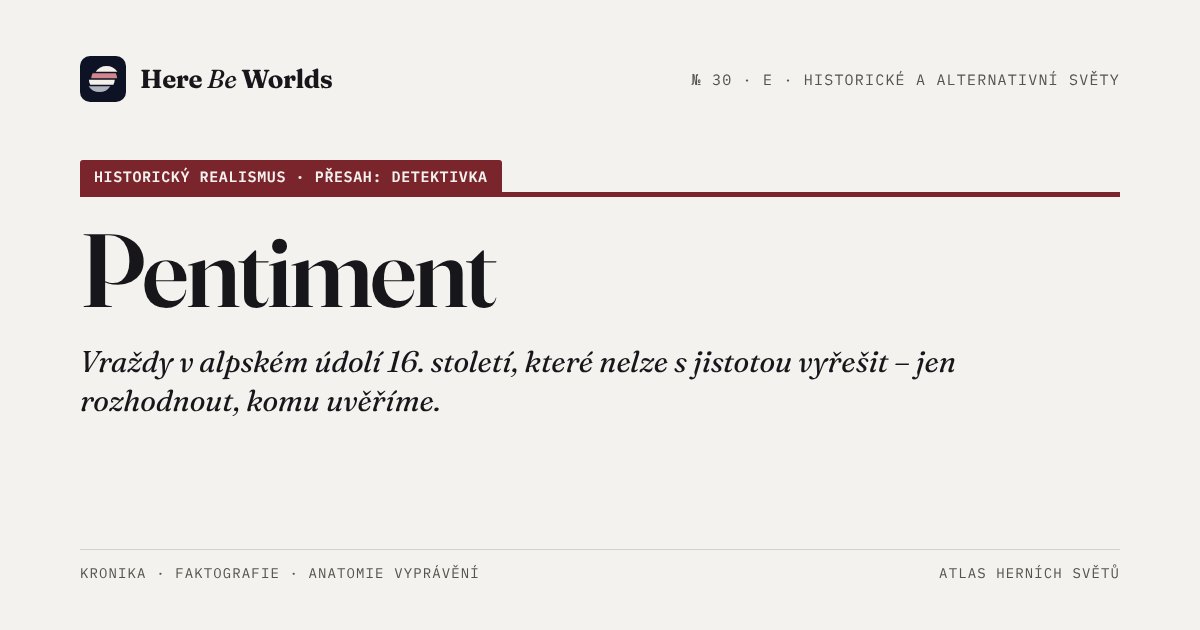 Here Be Worlds
№ 30 · E · HISTORICKÉ A ALTERNATIVNÍ SVĚTY
HISTORICKÝ REALISMUS · PŘESAH: DETEKTIVKA
Pentiment
Vraždy v alpském údolí 16. století, které nelze s jistotou vyřešit – jen
rozhodnout, komu uvěříme.
KRONIKA · FAKTOGRAFIE · ANATOMIE VYPRÁVĚNÍ
ATLAS HERNÍCH SVĚTŮ